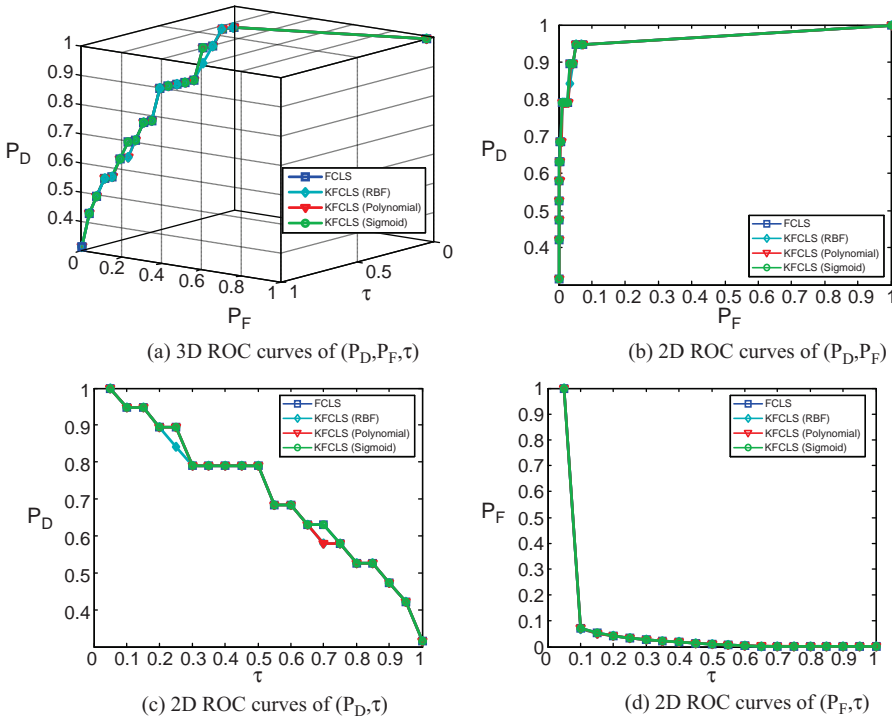 1
0.9
0.8
0.7
0.6
0.5
0.4
P_D
0
0.2
0.4
0.6
0.8
1
P_F
1
0.5
0
τ
FCLS
KFCLS (RBF)
KFCLS (Polynomial)
KFCLS (Sigmoid)
(a) 3D ROC curves of (P_D,P_F,τ)
1
0.9
0.8
0.7
0.6
0.5
0.4
P_D
0 0.1 0.2 0.3 0.4 0.5 0.6 0.7 0.8 0.9 1
P_F
FCLS
KFCLS (RBF)
KFCLS (Polynomial)
KFCLS (Sigmoid)
(b) 2D ROC curves of (P_D,P_F)
1
0.9
0.8
0.7
0.6
0.5
0.4
P_D
0 0.1 0.2 0.3 0.4 0.5 0.6 0.7 0.8 0.9 1
τ
FCLS
KFCLS (RBF)
KFCLS (Polynomial)
KFCLS (Sigmoid)
(c) 2D ROC curves of (P_D,τ)
1
0.9
0.8
0.7
0.6
0.5
0.4
0.3
0.2
0.1
0
P_F
0 0.1 0.2 0.3 0.4 0.5 0.6 0.7 0.8 0.9 1
τ
FCLS
KFCLS (RBF)
KFCLS (Polynomial)
KFCLS (Sigmoid)
(d) 2D ROC curves of (P_F,τ)